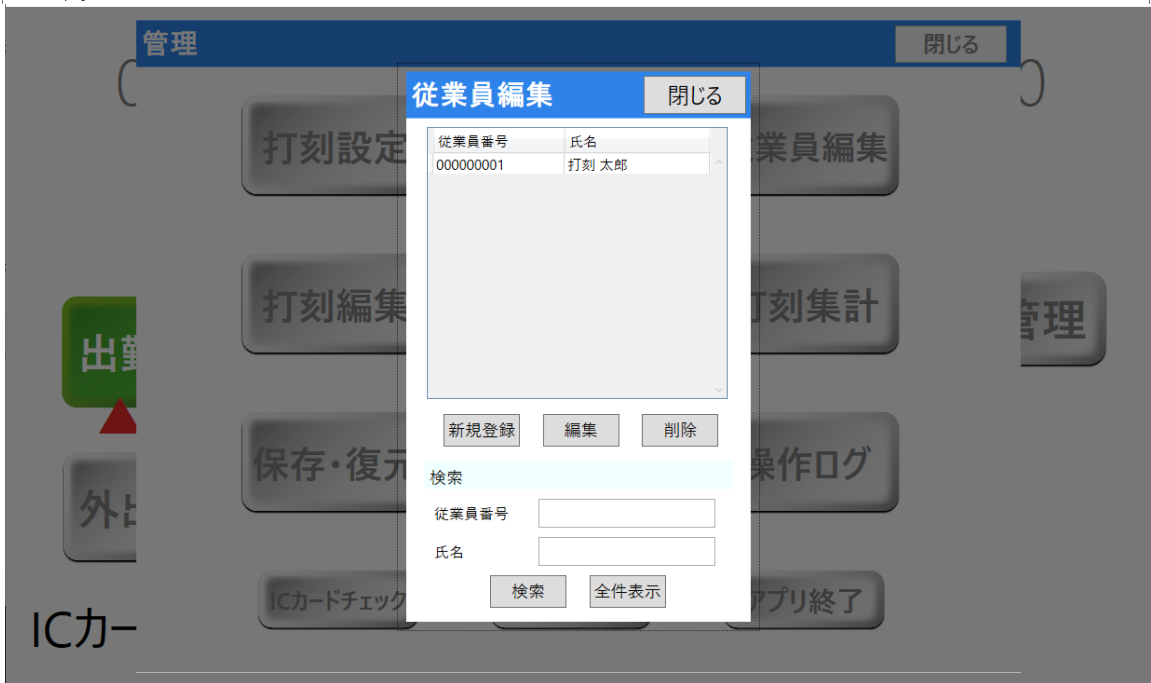 管理
閉じる
従業員編集
閉じる
打刻設定
業員編集
従業員番号
氏名
000000001
打刻 太郎
打刻編集
打刻集計
管理
出勤
新規登録
編集
削除
保存・復元
操作ログ
検索
外出
従業員番号
氏名
検索
全件表示
ICカードチェック
アプリ終了
ICカー